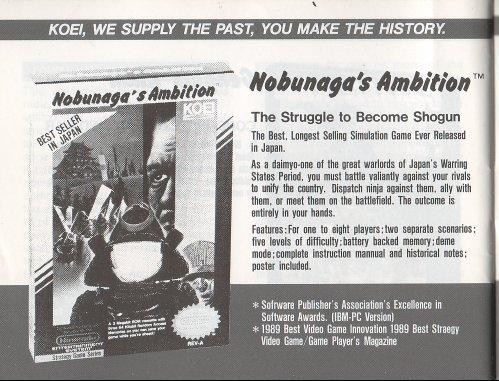 KOEI, WE SUPPLY THE PAST, YOU MAKE THE HISTORY.
Nobunaga's Ambition
KOEI
BEST SELLER
IN JAPAN
REV-A
Nintendo
ENTERTAINMENT
SYSTEM
Strategy Game Series
Nobunaga's Ambition™
The Struggle to Become Shogun
The Best, Longest Selling Simulation Game Ever Released
in Japan.
As a daimyo-one of the great warlords of Japan's Warring
States Period, you must battle valiantly against your rivals
to unify the country. Dispatch ninja against them, ally with
them, or meet them on the battlefield. The outcome is
entirely in your hands.
Features:For one to eight players;two separate scenarios;
five levels of difficulty;battery backed memory;deme
mode;complete instruction mannual and historical notes;
poster included.
* Sofrware Publisher's Association's Excellence in
Software Awards. (IBM-PC Version)
* 1989 Best Video Game Innovation 1989 Best Straegy
Video Game/Game Player's Magazine